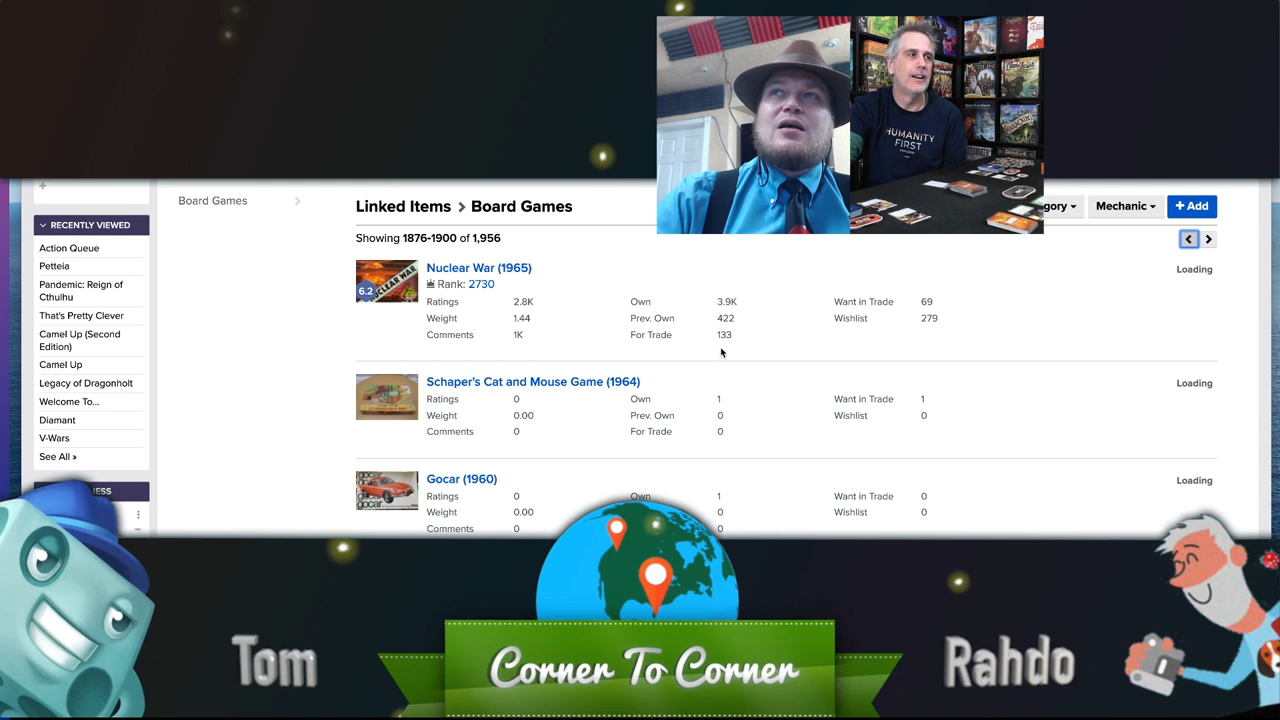 HUMANITY
FIRST
Board Games
Linked Items > Board Games
gory
Mechanic
+ Add
Showing 1876-1900 of 1,956
RECENTLY VIEWED
Action Queue
Petteia
Pandemic: Reign of
Cthulhu
That's Pretty Clever
Camel Up (Second
Edition)
Camel Up
Legacy of Dragonholt
Welcome To...
Diamant
V-Wars
See All »
ESS
NUCLEAR WAR
6.2
Nuclear War (1965)
Loading
Rank: 2730
Ratings 2.8K Own 3.9K Want in Trade 69
Weight 1.44 Prev. Own 422 Wishlist 279
Comments 1K For Trade 133
Schaper's Cat and Mouse Game (1964)
Loading
Ratings 0 Own 1 Want in Trade 1
Weight 0.00 Prev. Own 0 Wishlist 0
Comments 0 For Trade 0
gocar
Gocar (1960)
Loading
Ratings 0 Own 1 Want in Trade 0
Weight 0.00 0 Wishlist 0
Comments 0 0
Tom
Corner To Corner
Rahdo